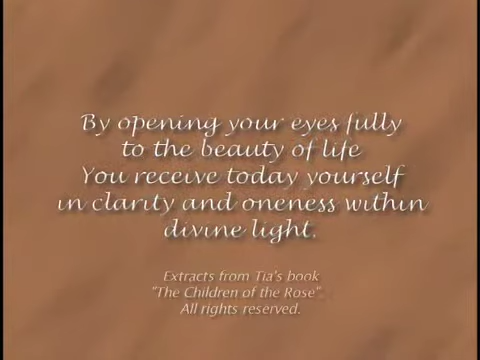 By opening your eyes fully
to the beauty of life
You receive today yourself
in clarity and oneness within
divine light.
Extracts from Tia's book
"The Children of the Rose".
All rights reserved.